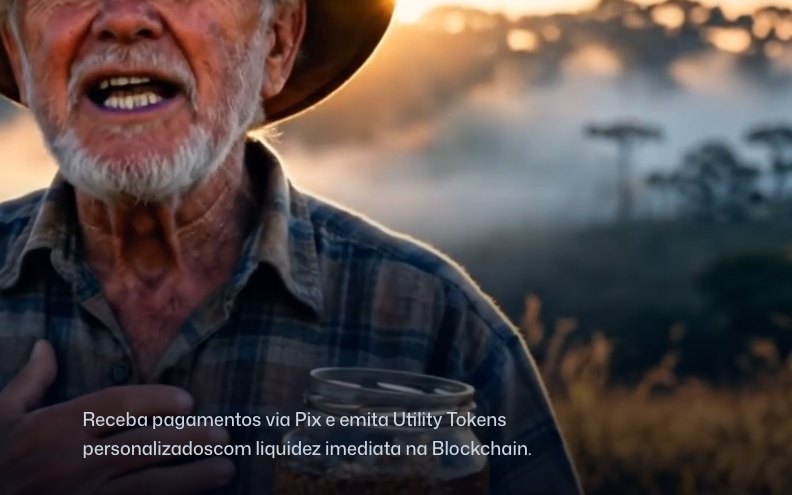 Receba pagamentos via Pix e emita Utility Tokens
personalizadoscom liquidez imediata na Blockchain.